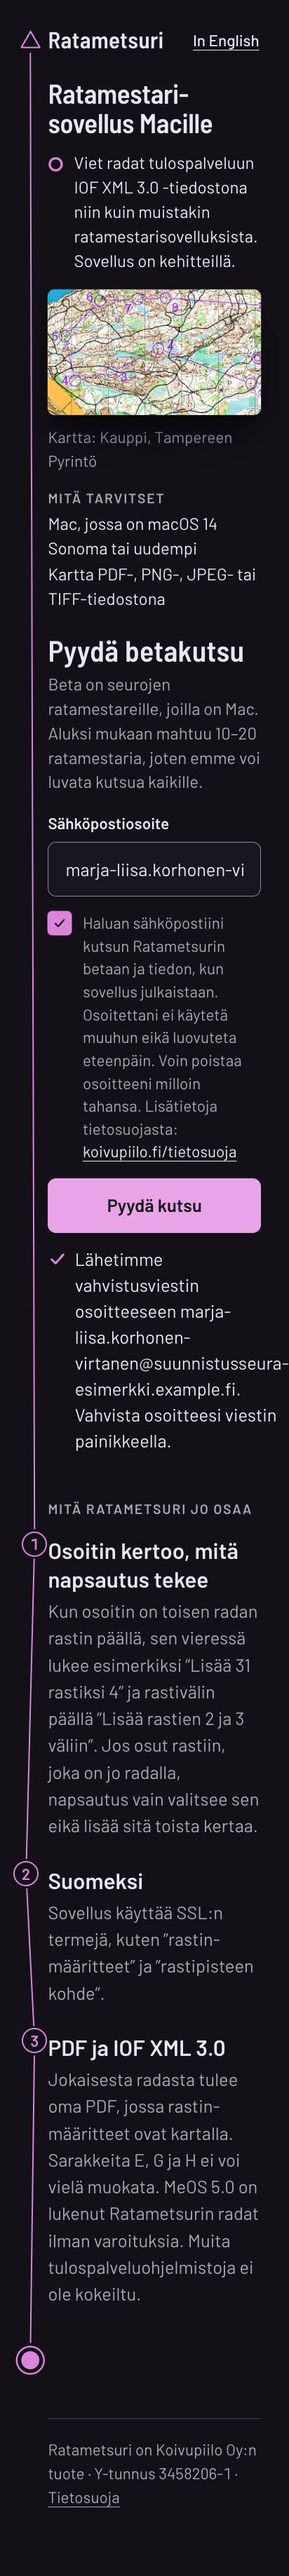 Ratametsuri
In English
Ratamestari-
sovellus Macille
Viet radat tulospalveluun
IOF XML 3.0 -tiedostona
niin kuin muistakin
ratamestarisovelluksista.
Sovellus on kehitteillä.
Kartta: Kauppi, Tampereen
Pyrintö
MITÄ TARVITSET
Mac, jossa on macOS 14
Sonoma tai uudempi
Kartta PDF-, PNG-, JPEG- tai
TIFF-tiedostona
Pyydä betakutsu
Beta on seurojen
ratamestareille, joilla on Mac.
Aluksi mukaan mahtuu 10–20
ratamestaria, joten emme voi
luvata kutsua kaikille.
Sähköpostiosoite
marja-liisa.korhonen-vi
Haluan sähköpostiini
kutsun Ratametsurin
betaan ja tiedon, kun
sovellus julkaistaan.
Osoitettani ei käytetä
muuhun eikä luovuteta
eteenpäin. Voin poistaa
osoitteeni milloin
tahansa. Lisätietoja
tietosuojasta:
koivupiilo.fi/tietosuoja
Pyydä kutsu
Lähetimme
vahvistusviestin
osoitteeseen marja-
liisa.korhonen-
virtanen@suunnistusseura-
esimerkki.example.fi.
Vahvista osoitteesi viestin
painikkeella.
MITÄ RATAMETSURI JO OSAA
1
Osoitin kertoo, mitä
napsautus tekee
Kun osoitin on toisen radan
rastin päällä, sen vieressä
lukee esimerkiksi ”Lisää 31
rastiksi 4” ja rastivälin
päällä ”Lisää rastien 2 ja 3
väliin”. Jos osut rastiin,
joka on jo radalla,
napsautus vain valitsee sen
eikä lisää sitä toista kertaa.
2
Suomeksi
Sovellus käyttää SSL:n
termejä, kuten ”rastin-
määritteet” ja ”rastipisteen
kohde”.
3
PDF ja IOF XML 3.0
Jokaisesta radasta tulee
oma PDF, jossa rastin-
määritteet ovat kartalla.
Sarakkeita E, G ja H ei voi
vielä muokata. MeOS 5.0 on
lukenut Ratametsurin radat
ilman varoituksia. Muita
tulospalveluohjelmistoja ei
ole kokeiltu.
Ratametsuri on Koivupiilo Oy:n
tuote · Y-tunnus 3458206-1 ·
Tietosuoja